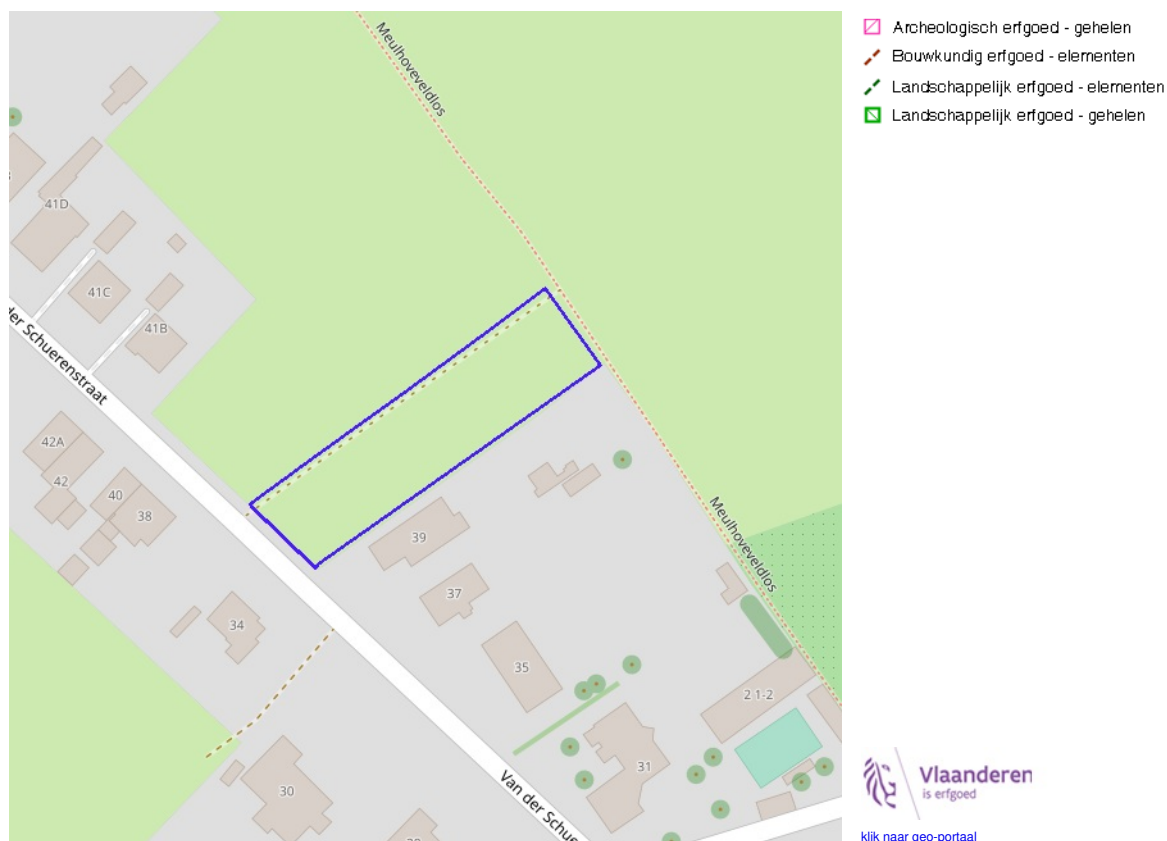 Meulhoveveldlos
41D
41C
41B
der Schuerenstraat
42A
42
40
38
39
37
34
35
Meulhoveveldlos
2 1-2
31
30
Van der Schue
Archeologisch erfgoed - gehelen
Bouwkundig erfgoed - elementen
Landschappelijk erfgoed - elementen
Landschappelijk erfgoed - gehelen
Vlaanderen
is erfgoed
klik naar geo-portaal